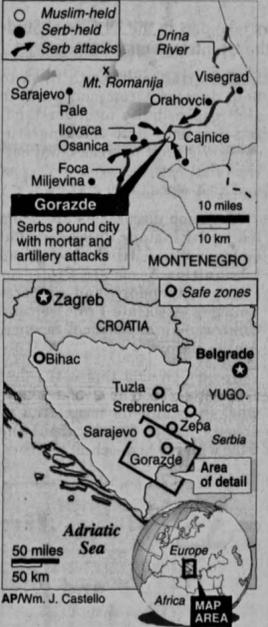 Muslim-held
Serb-held
Serb attacks
Drina
River
x
Mt. Romanija
Visegrad
Sarajevo
Pale
Orahovci
Ilovaca
Osanica
Cajnice
Foca
Miljevina
Gorazde
Serbs pound city
with mortar and
artillery attacks
10 miles
10 km
MONTENEGRO
Zagreb
Safe zones
CROATIA
Bihac
Belgrade
Tuzla
YUGO.
Srebrenica
Zepa
Sarajevo
Serbia
Gorazde
Area
of detail
Adriatic
Sea
50 miles
50 km
Europe
Africa
MAP
AREA
AP/Wm. J. Castello